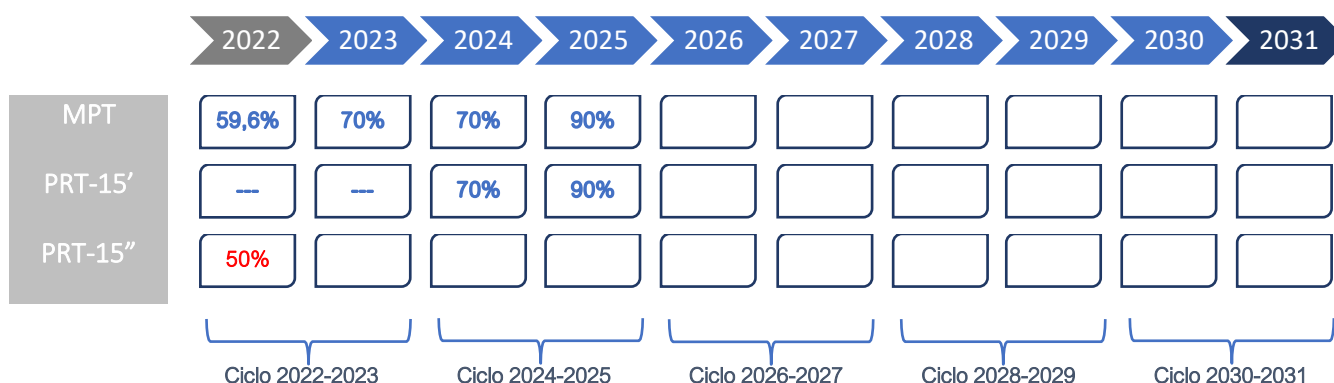 2022 2023 2024 2025 2026 2027 2028 2029 2030 2031
MPT 59,6% 70% 70% 90%
PRT-15’ --- --- 70% 90%
PRT-15” 50%
Ciclo 2022-2023 Ciclo 2024-2025 Ciclo 2026-2027 Ciclo 2028-2029 Ciclo 2030-2031